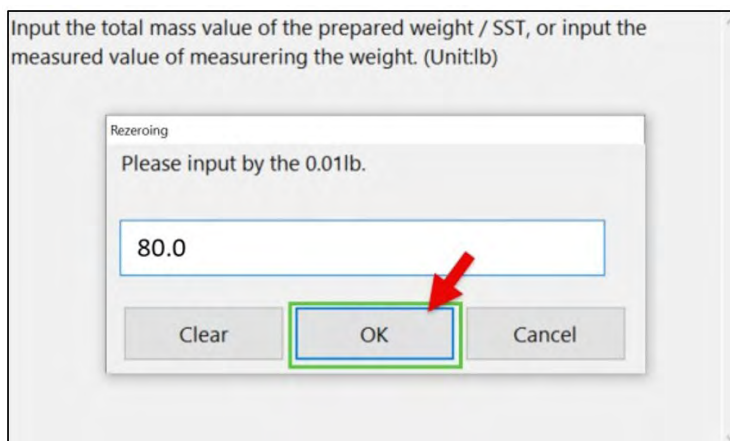 Input the total mass value of the prepared weight / SST, or input the
measured value of measurering the weight. (Unit:lb)
Rezeroing
Please input by the 0.01lb.
80.0
Clear OK Cancel